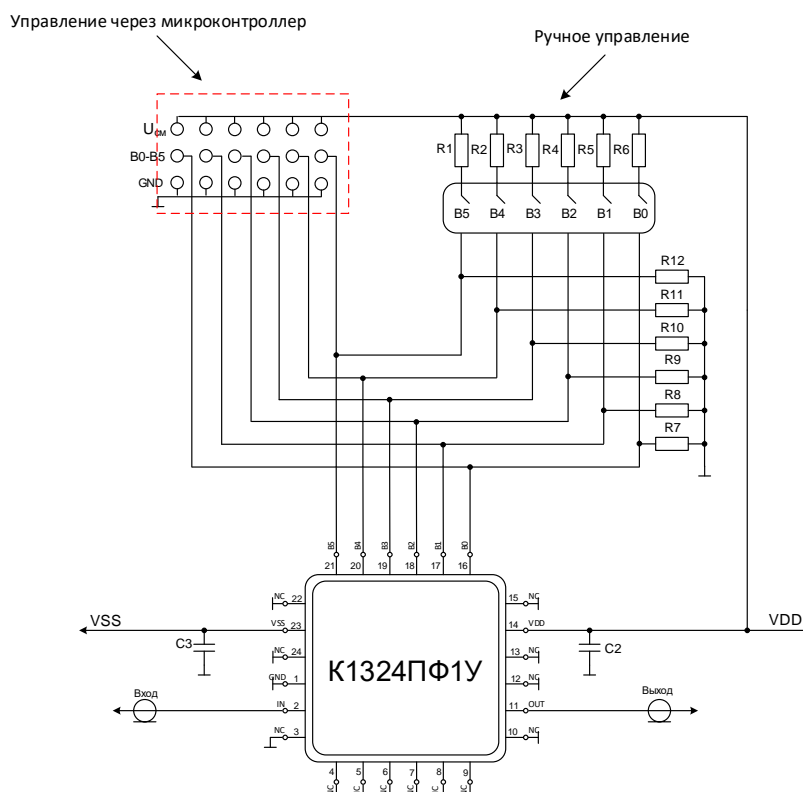 Управление через микроконтроллер
Ручное управление
Uсм
B0-B5
GND
R1 R2 R3 R4 R5 R6
B5 B4 B3 B2 B1 B0
R12
R11
R10
R9
R8
R7
B5 B4 B3 B2 B1 B0
21 20 19 18 17 16
NC 22
15 NC
VSS
VSS 23
14 VDD
VDD
C3
C2
NC 24
13 NC
К1324ПФ1У
GND 1
12 NC
Вход
IN 2
11 OUT
Выход
NC 3
10 NC
4 5 6 7 8 9